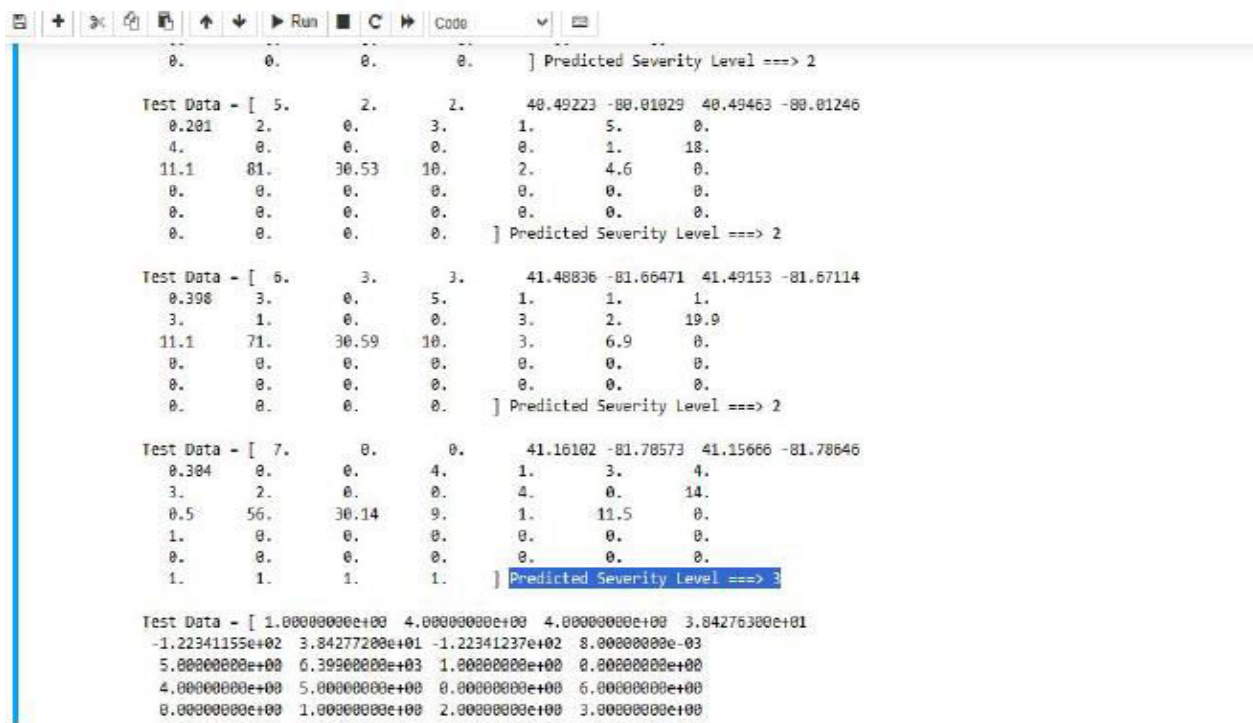 Run Code
0. 0. 0. 0. ] Predicted Severity Level ===> 2
Test Data = [ 5. 2. 2. 40.49223 -80.01029 40.49463 -80.01246
0.201 2. 0. 3. 1. 5. 0.
4. 0. 0. 0. 0. 1. 18.
11.1 81. 30.53 10. 2. 4.6 0.
0. 0. 0. 0. 0. 0. 0.
0. 0. 0. 0. 0. 0. 0.
0. 0. 0. 0. ] Predicted Severity Level ===> 2
Test Data = [ 6. 3. 3. 41.48836 -81.66471 41.49153 -81.67114
0.398 3. 0. 5. 1. 1. 1.
3. 1. 0. 0. 3. 2. 19.9
11.1 71. 30.59 10. 3. 6.9 0.
0. 0. 0. 0. 0. 0. 0.
0. 0. 0. 0. 0. 0. 0.
0. 0. 0. 0. ] Predicted Severity Level ===> 2
Test Data = [ 7. 0. 0. 41.16102 -81.78573 41.15666 -81.78646
0.304 0. 0. 4. 1. 3. 4.
3. 2. 0. 0. 4. 0. 14.
0.5 56. 30.14 9. 1. 11.5 0.
1. 0. 0. 0. 0. 0. 0.
0. 0. 0. 0. 0. 0. 0.
1. 1. 1. 1. ] Predicted Severity Level ===> 3
Test Data = [ 1.00000000e+00 4.00000000e+00 4.00000000e+00 3.84276300e+01
-1.22341155e+02 3.84277200e+01 -1.22341237e+02 8.00000000e-03
5.00000000e+00 6.39900000e+03 1.00000000e+00 0.00000000e+00
4.00000000e+00 5.00000000e+00 0.00000000e+00 6.00000000e+00
0.00000000e+00 1.00000000e+00 2.00000000e+00 3.00000000e+00